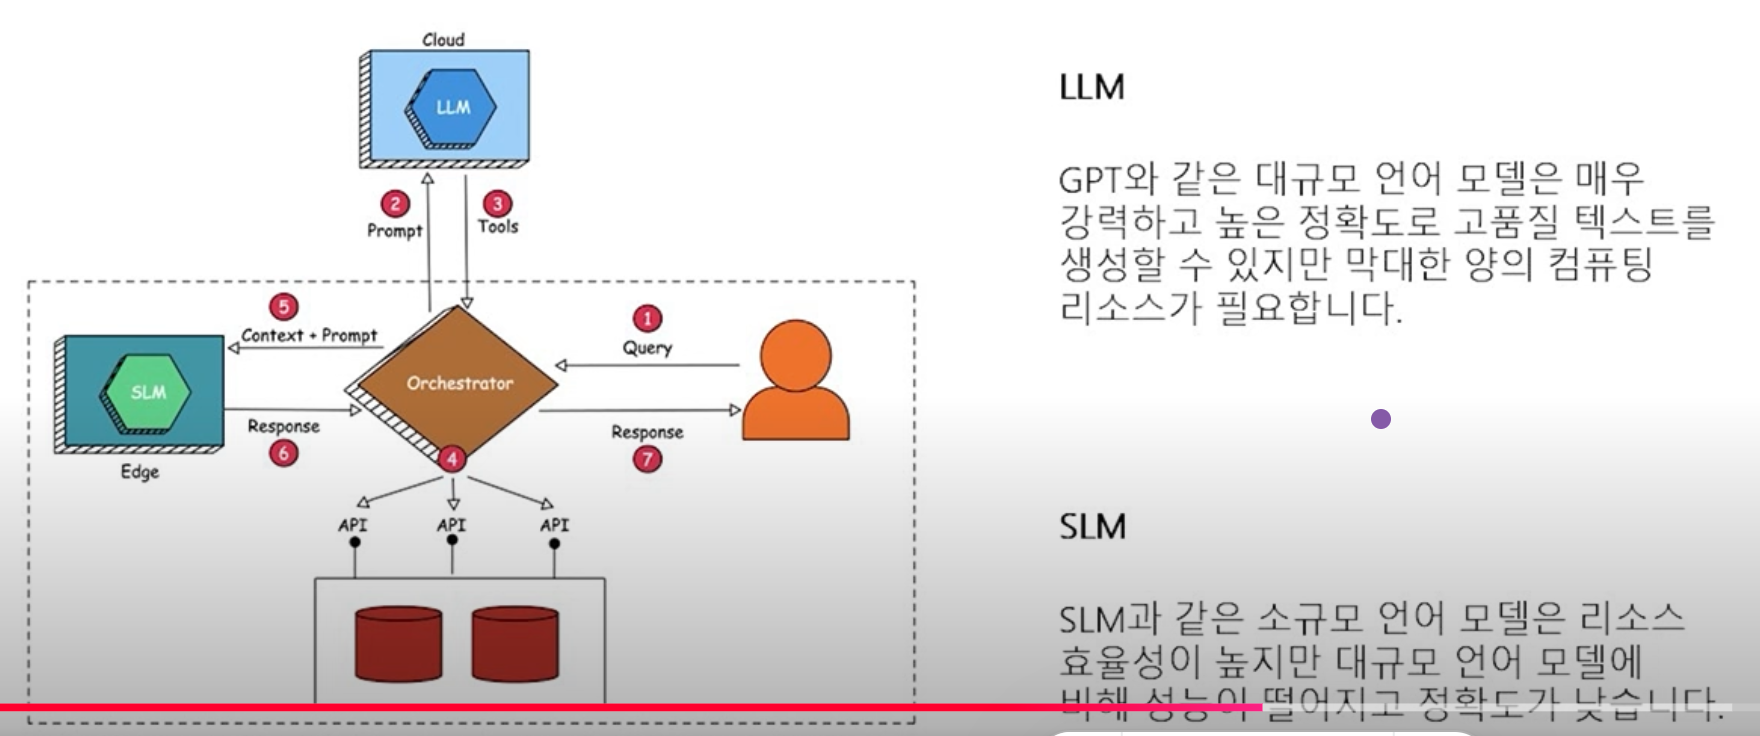 Cloud
LLM
2
Prompt
3
Tools
5
Context + Prompt
1
Query
SLM
Orchestrator
Response
6
Edge
Response
7
4
API
API
API
LLM
GPT와 같은 대규모 언어 모델은 매우
강력하고 높은 정확도로 고품질 텍스트를
생성할 수 있지만 막대한 양의 컴퓨팅
리소스가 필요합니다.
SLM
SLM과 같은 소규모 언어 모델은 리소스
효율성이 높지만 대규모 언어 모델에
비해 성능이 떨어지고 정확도가 낮습니다.